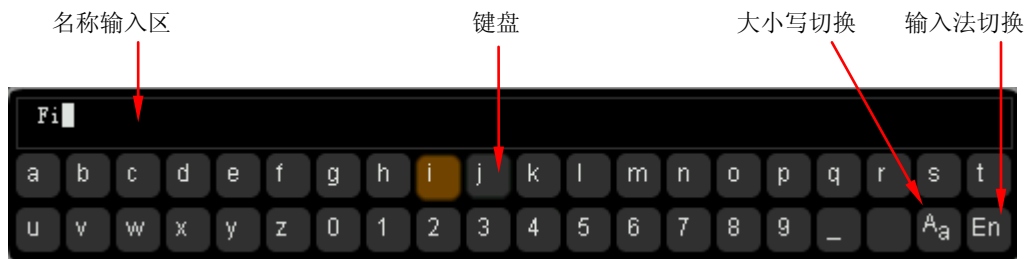 名称输入区 键盘 大小写切换 输入法切换
Fi
a b c d e f g h i j k l m n o p q r s t
u v w x y z 0 1 2 3 4 5 6 7 8 9 _ Aa En